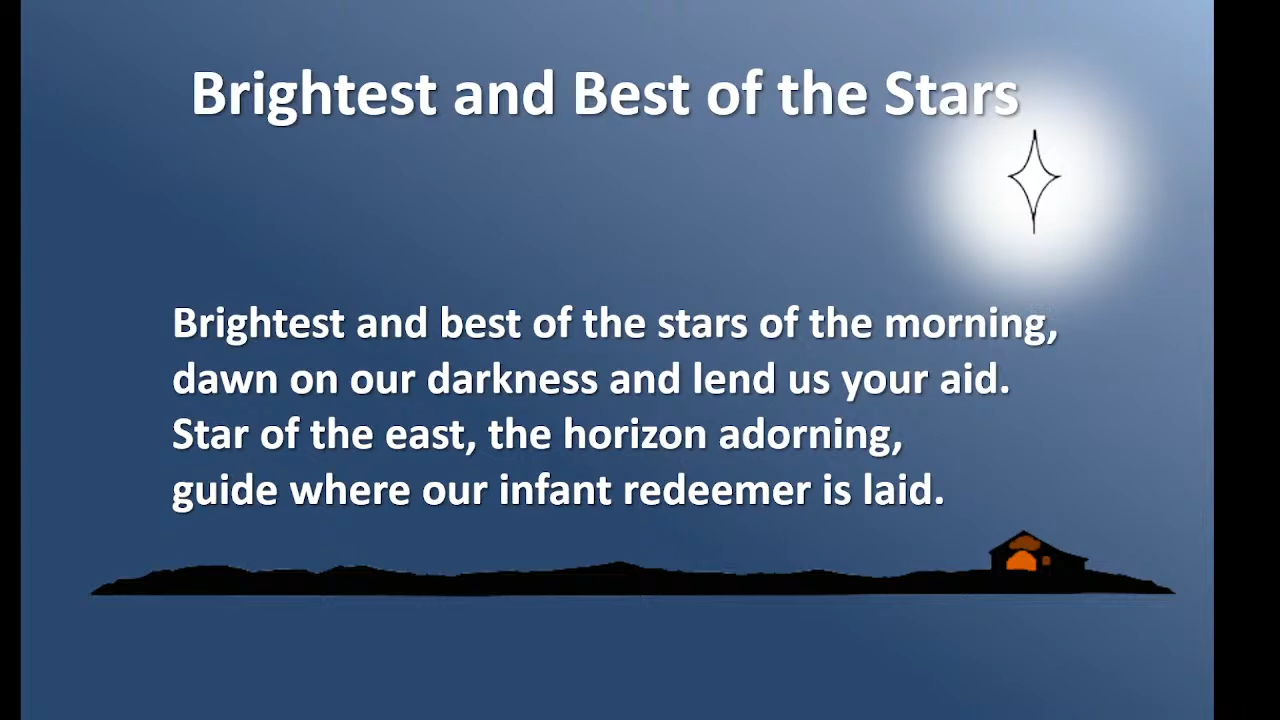 Brightest and Best of the Stars
Brightest and best of the stars of the morning,
dawn on our darkness and lend us your aid.
Star of the east, the horizon adorning,
guide where our infant redeemer is laid.